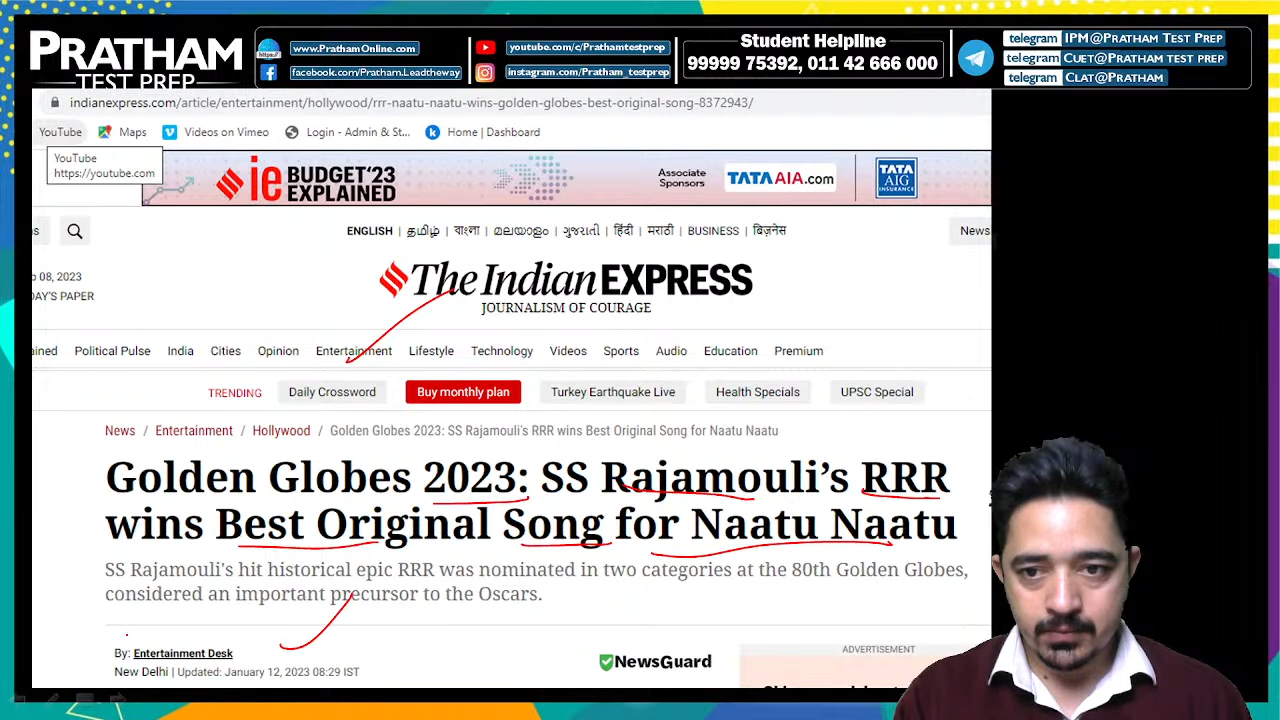 PRATHAM
TEST PREP
https://
www.PrathamOnline.com
facebook.com/Pratham.Leadtheway
youtube.com/c/Prathamtestprep
instagram.com/Pratham_testprep
Student Helpline
99999 75392, 011 42 666 000
telegram IPM@PRATHAM TEST PREP
telegram CUET@PRATHAM TEST PREP
telegram CLAT@PRATHAM
indianexpress.com/article/entertainment/hollywood/rrr-naatu-naatu-wins-golden-globes-best-original-song-8372943/
YouTube Maps Videos on Vimeo Login - Admin & St... Home | Dashboard
YouTube
https://youtube.com
ie BUDGET'23
EXPLAINED
Associate
Sponsors
TATA AIA.com
TATA
AIG
INSURANCE
ENGLISH | தமிழ் | বাংলা | മലയാളം | ગુજરાતી | हिंदी | मराठी | BUSINESS | बिज़नेस
News
08, 2023
DAY'S PAPER
The Indian EXPRESS
JOURNALISM OF COURAGE
ained Political Pulse India Cities Opinion Entertainment Lifestyle Technology Videos Sports Audio Education Premium
TRENDING Daily Crossword Buy monthly plan Turkey Earthquake Live Health Specials UPSC Special
News / Entertainment / Hollywood / Golden Globes 2023: SS Rajamouli's RRR wins Best Original Song for Naatu Naatu
Golden Globes 2023: SS Rajamouli’s RRR
wins Best Original Song for Naatu Naatu
SS Rajamouli's hit historical epic RRR was nominated in two categories at the 80th Golden Globes,
considered an important precursor to the Oscars.
By: Entertainment Desk
New Delhi | Updated: January 12, 2023 08:29 IST
NewsGuard
ADVERTISEMENT